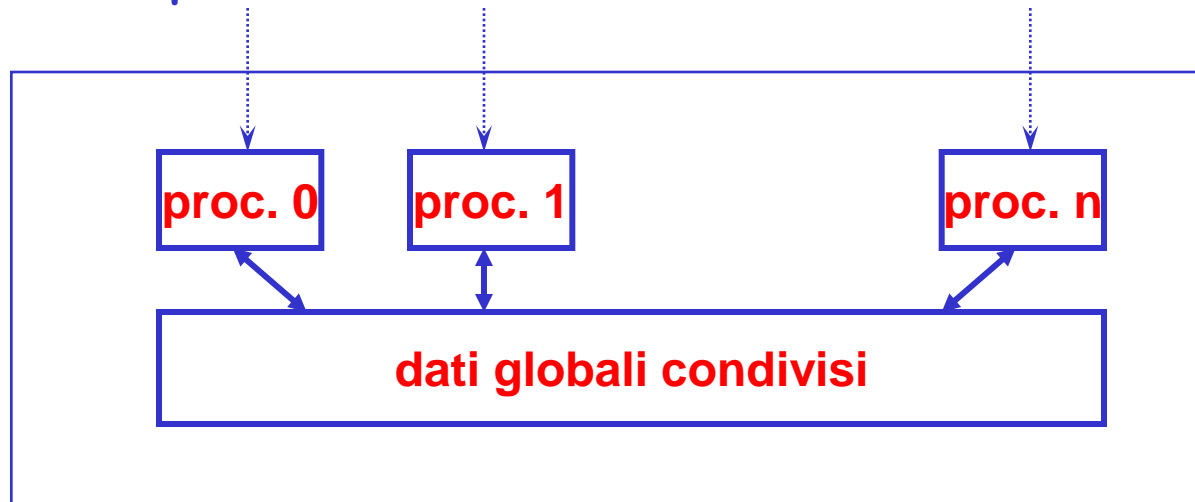 proc. 0 proc. 1 proc. n
dati globali condivisi